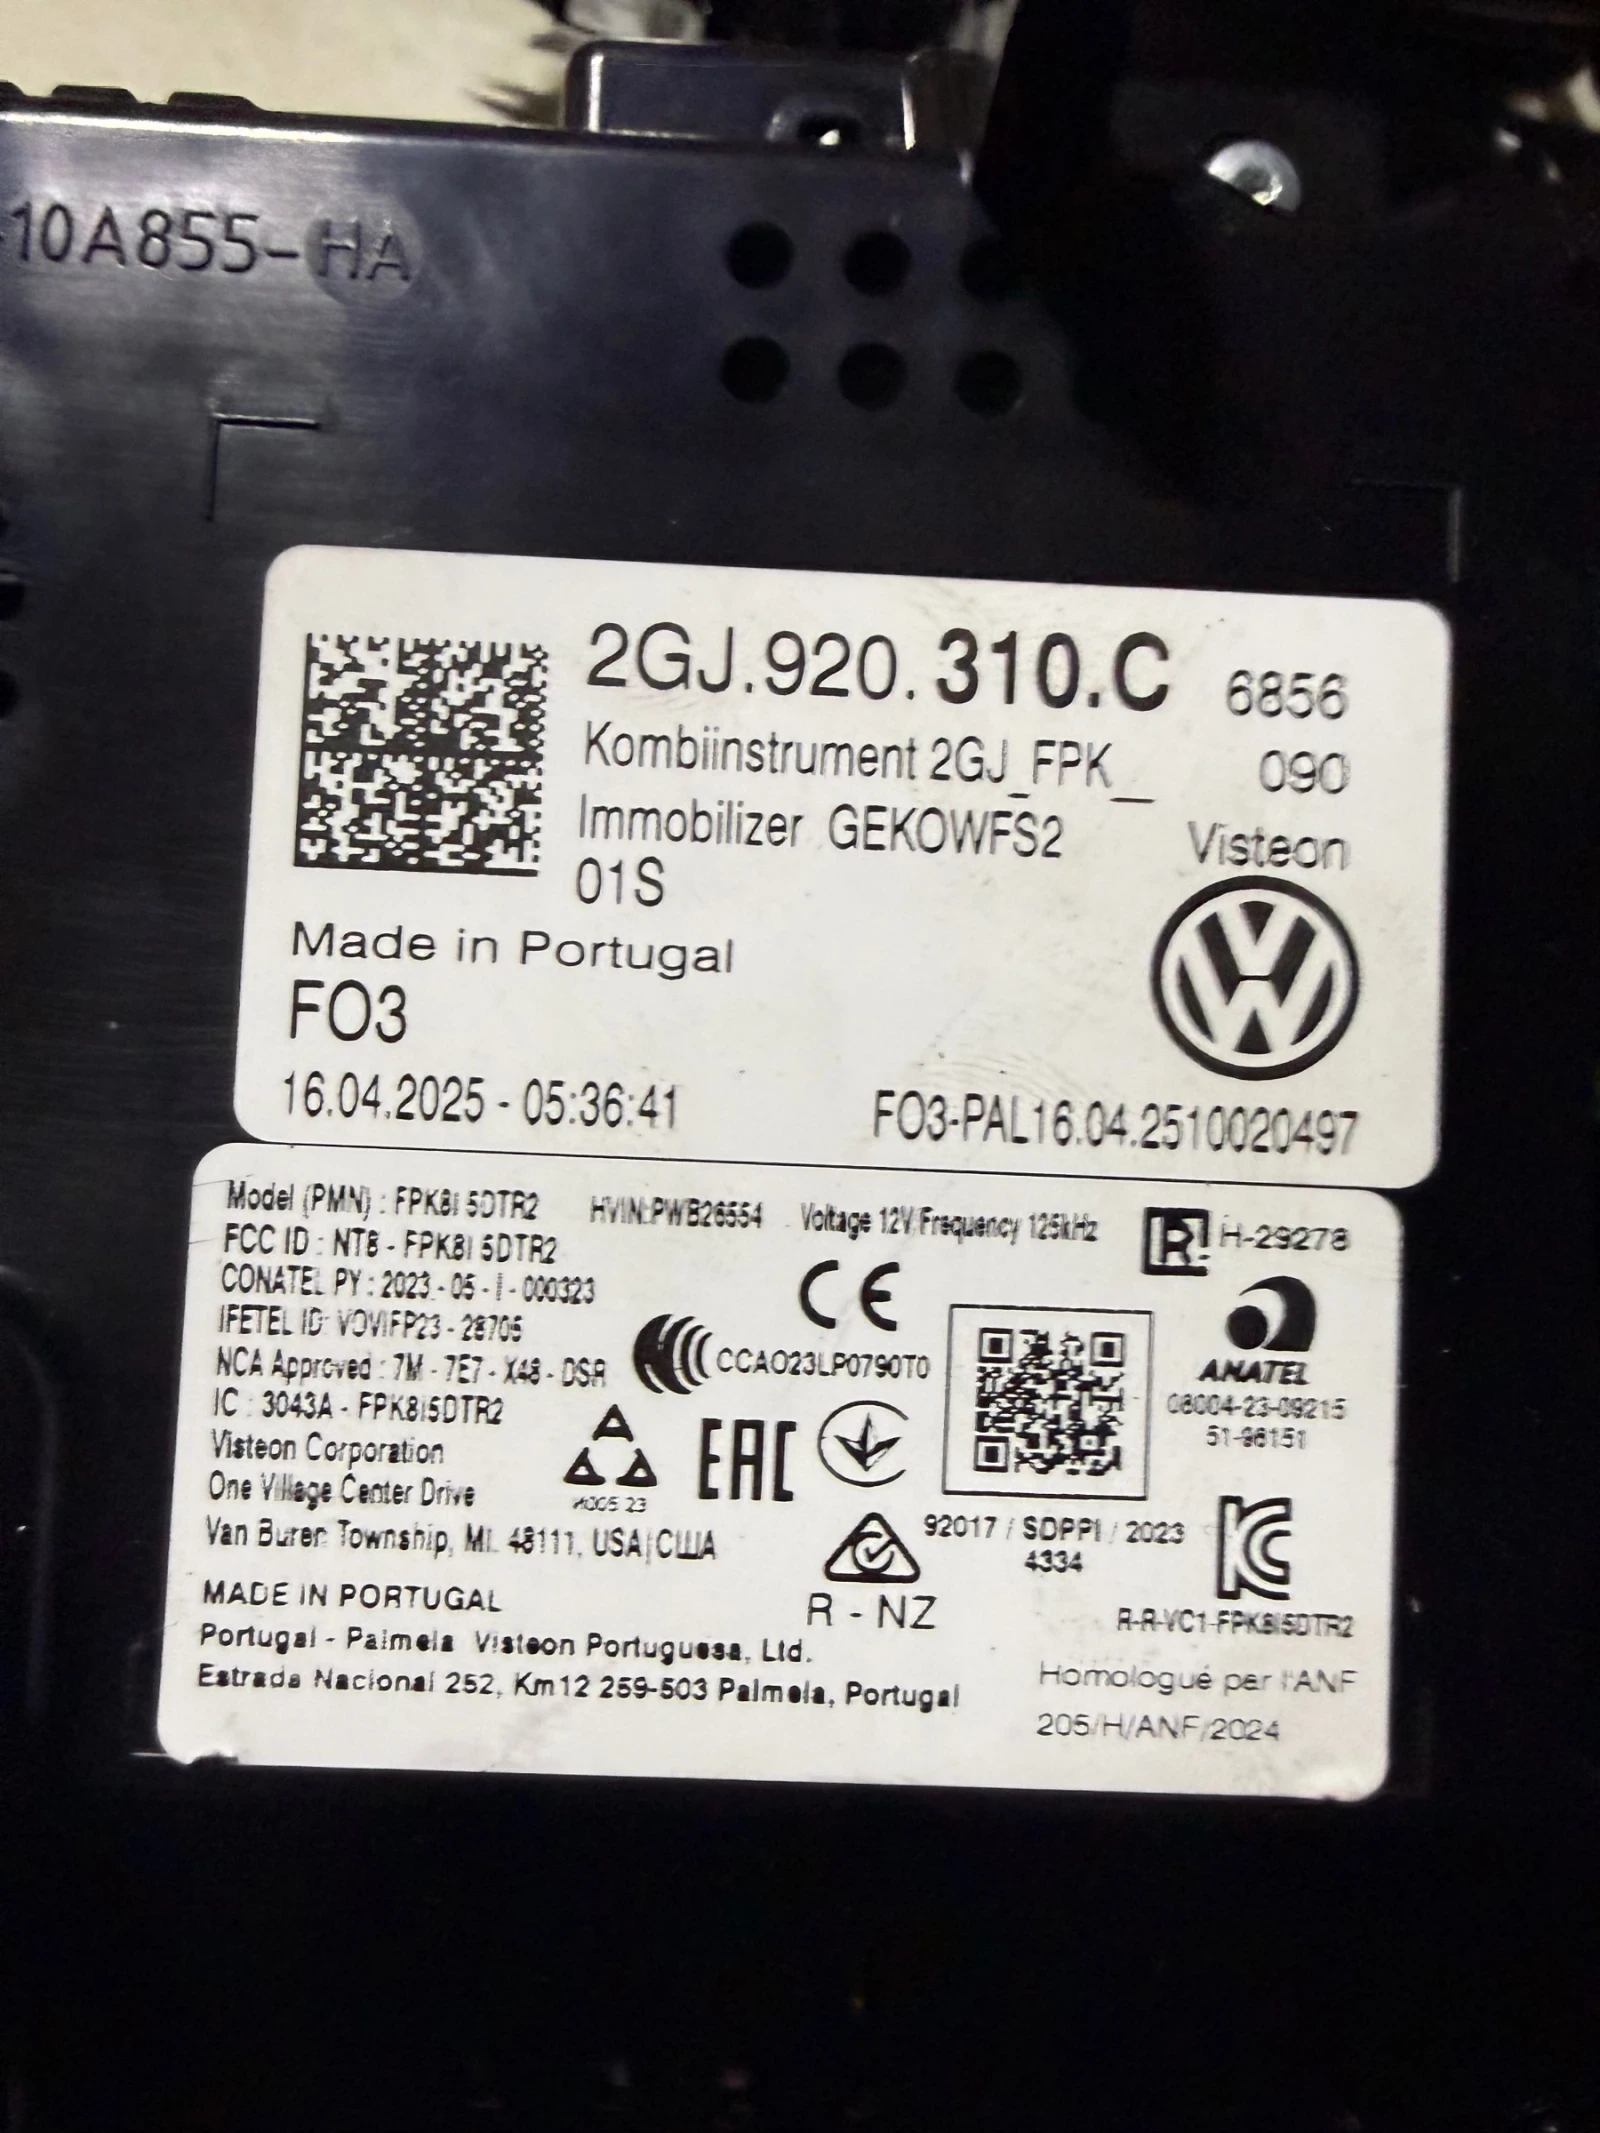 10A855-HA
2GJ.920.310.C 6856
Kombiinstrument 2GJ_FPK_ 090
Immobilizer GEKOWFS2 Visteon
01S
Made in Portugal
FO3
16.04.2025 - 05:36:41 FO3-PAL16.04.2510020497
Model (PMN) : FPK8I5DTR2 HVIN:PWB26554 Voltage 12V/Frequency 125kHz R! H-29278
FCC ID : NT8 - FPK8I5DTR2
CONATEL PY : 2023 - 05 - I - 000323 CE
IFETEL ID: VOVIFP23 - 28705
NCA Approved : 7M - 7E7 - X48 - DSR CCAO23LP0790T0 ANATEL
IC : 3043A - FPK8I5DTR2 08004-23-09215
Visteon Corporation EAC 51-96151
One Village Center Drive
Van Buren Township, MI. 48111, USA/США 92017 / SDPPI / 2023
4334
MADE IN PORTUGAL R - NZ R-R-VC1-FPK8I5DTR2
Portugal - Palmela Visteon Portuguesa, Ltd.
Estrada Nacional 252, Km12 259-503 Palmela, Portugal Homologué par l'ANF
205/H/ANF/2024